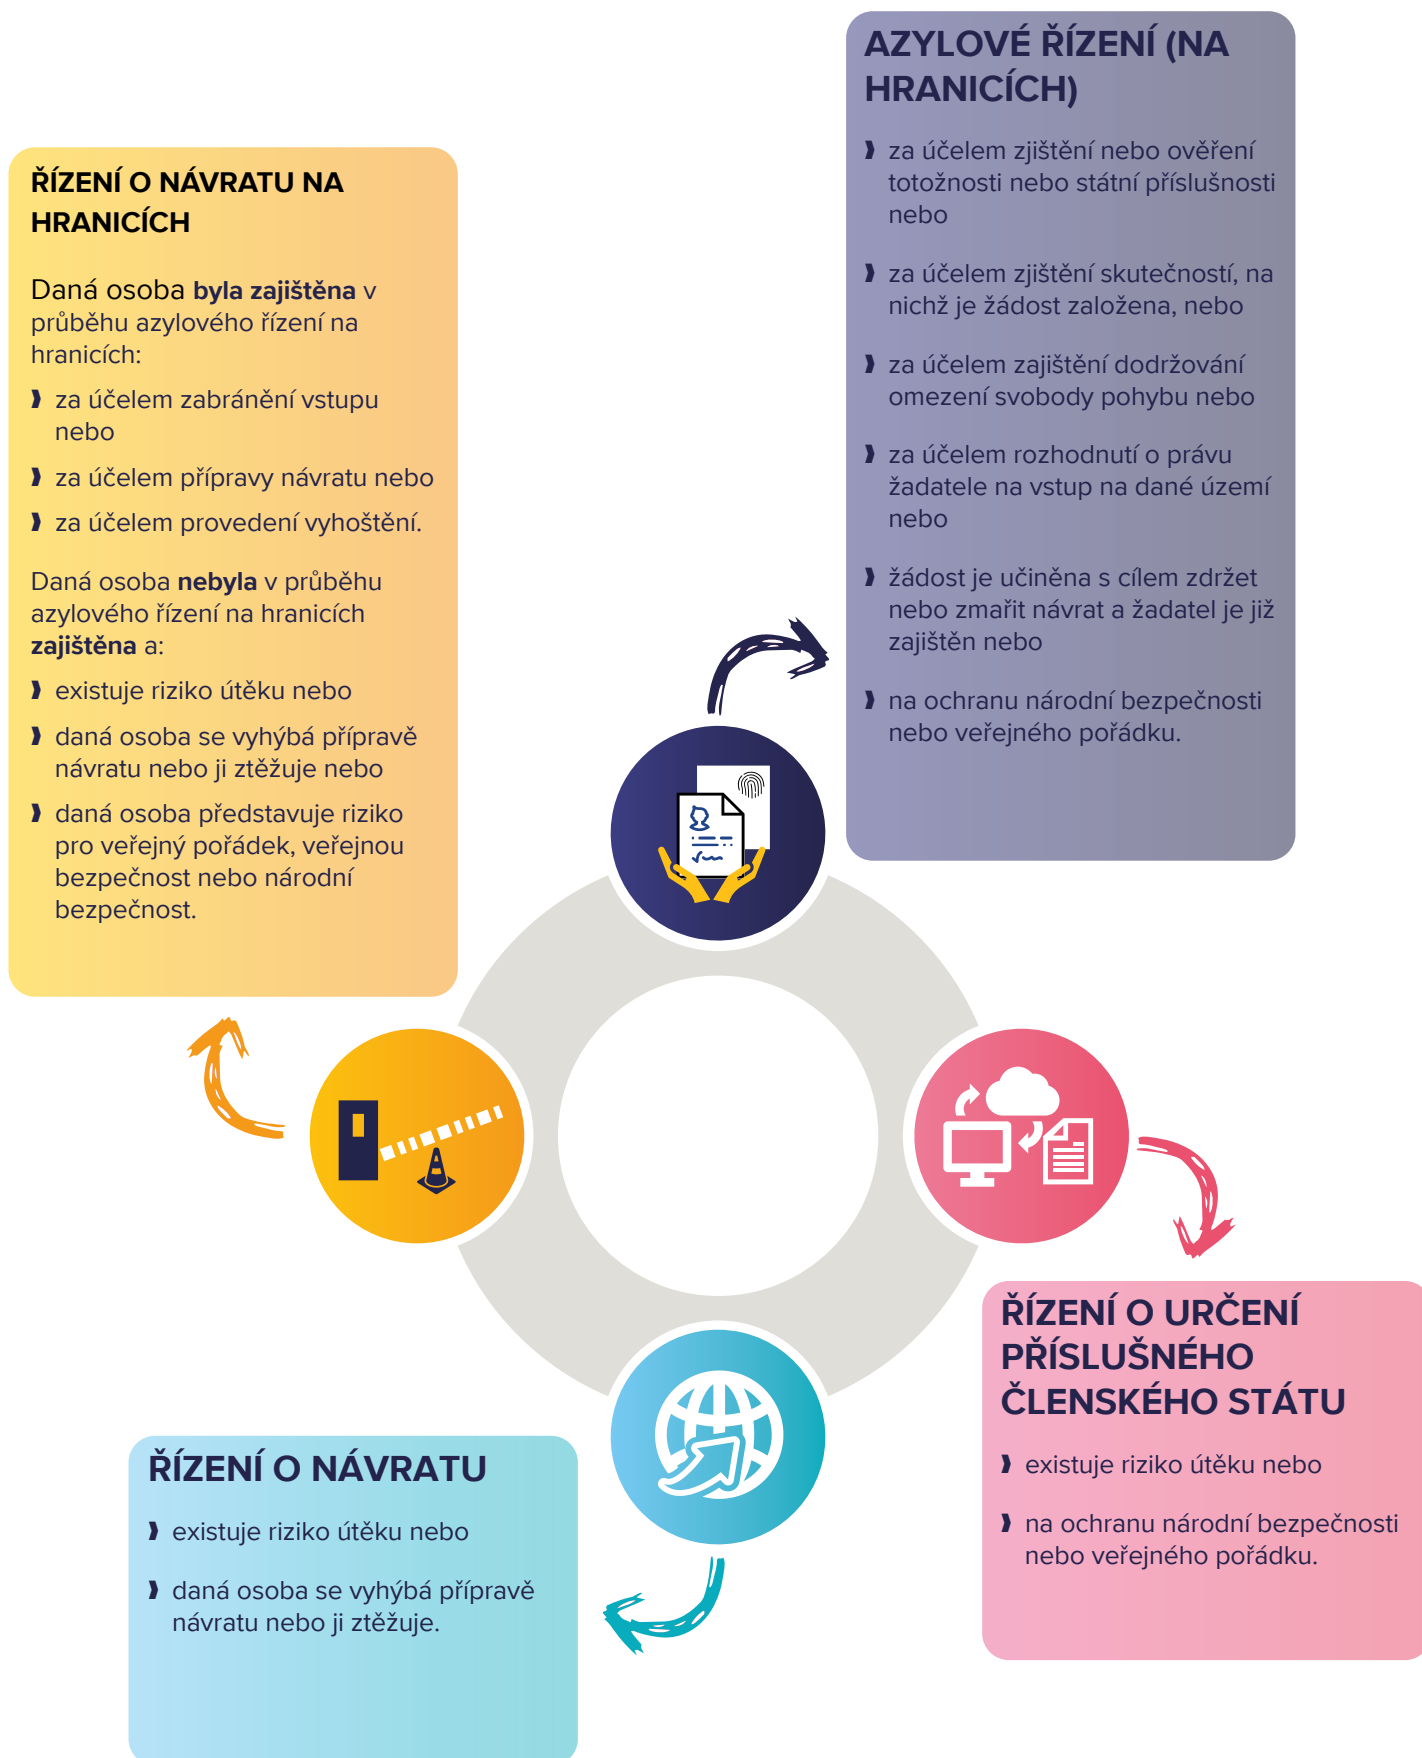 AZYLOVÉ ŘÍZENÍ (NA
HRANICÍCH)
❫ za účelem zjištění nebo ověření
totožnosti nebo státní příslušnosti
nebo
❫ za účelem zjištění skutečností, na
nichž je žádost založena, nebo
❫ za účelem zajištění dodržování
omezení svobody pohybu nebo
❫ za účelem rozhodnutí o právu
žadatele na vstup na dané území
nebo
❫ žádost je učiněna s cílem zdržet
nebo zmařit návrat a žadatel je již
zajištěn nebo
❫ na ochranu národní bezpečnosti
nebo veřejného pořádku.
ŘÍZENÍ O NÁVRATU NA
HRANICÍCH
Daná osoba byla zajištěna v
průběhu azylového řízení na
hranicích:
❫ za účelem zabránění vstupu
nebo
❫ za účelem přípravy návratu nebo
❫ za účelem provedení vyhoštění.
Daná osoba nebyla v průběhu
azylového řízení na hranicích
zajištěna a:
❫ existuje riziko útěku nebo
❫ daná osoba se vyhýbá přípravě
návratu nebo ji ztěžuje nebo
❫ daná osoba představuje riziko
pro veřejný pořádek, veřejnou
bezpečnost nebo národní
bezpečnost.
ŘÍZENÍ O URČENÍ
PŘÍSLUŠNÉHO
ČLENSKÉHO STÁTU
❫ existuje riziko útěku nebo
❫ na ochranu národní bezpečnosti
nebo veřejného pořádku.
ŘÍZENÍ O NÁVRATU
❫ existuje riziko útěku nebo
❫ daná osoba se vyhýbá přípravě
návratu nebo ji ztěžuje.